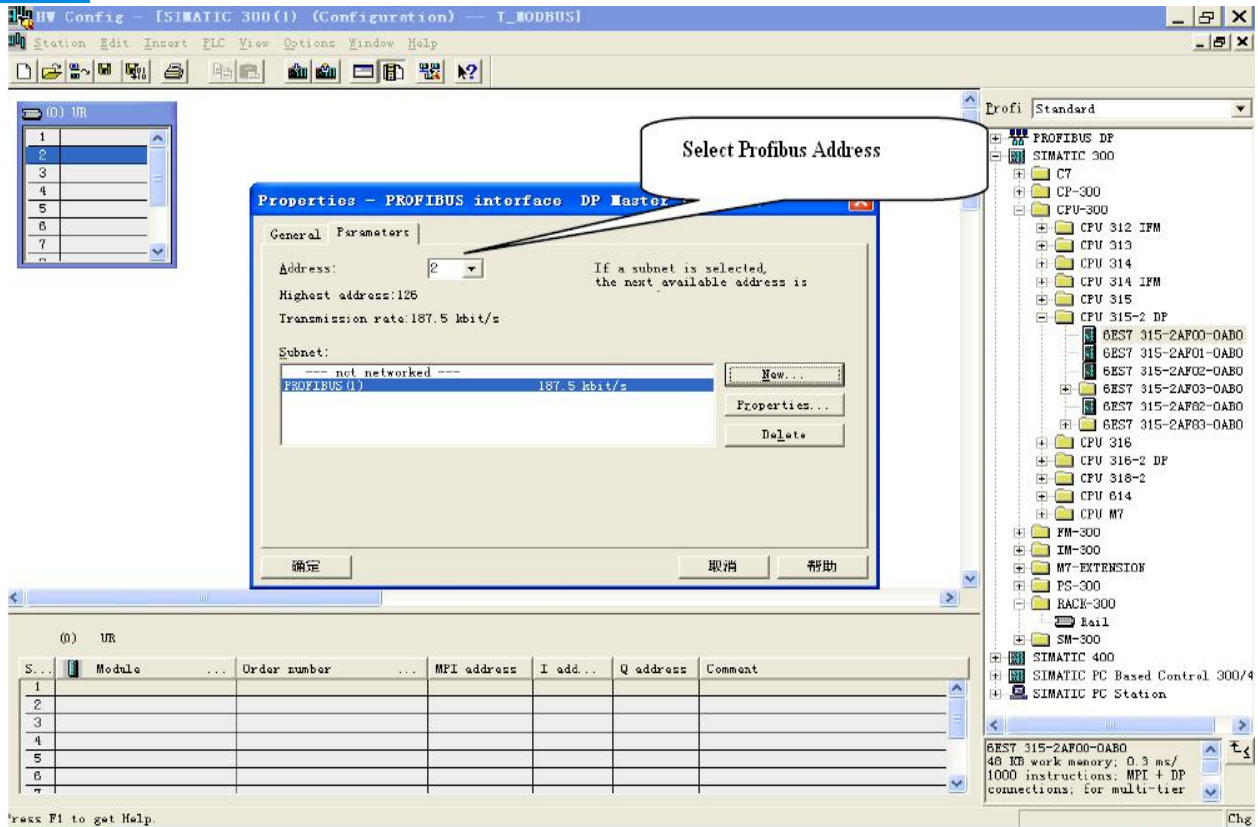 HW Config - [SIMATIC 300(1) (Configuration) -- T_MODBUS]
Station Edit Insert PLC View Options Window Help
(0) UR
1
2
3
4
5
6
7
Select Profibus Address
Properties - PROFIBUS interface DP Master
General Parameters
Address: 2
If a subnet is selected,
the next available address is
Highest address:126
Transmission rate:187.5 kbit/s
Subnet:
--- not networked ---
PROFIBUS(1) 187.5 kbit/s
New...
Properties...
Delete
确定 取消 帮助
Profi Standard
PROFIBUS DP
SIMATIC 300
C7
CP-300
CPU-300
CPU 312 IFM
CPU 313
CPU 314
CPU 314 IFM
CPU 315
CPU 315-2 DP
6ES7 315-2AF00-0AB0
6ES7 315-2AF01-0AB0
6ES7 315-2AF02-0AB0
6ES7 315-2AF03-0AB0
6ES7 315-2AF82-0AB0
6ES7 315-2AF83-0AB0
CPU 316
CPU 316-2 DP
CPU 318-2
CPU 614
CPU M7
FM-300
IM-300
M7-EXTENSION
PS-300
RACK-300
Rail
SM-300
SIMATIC 400
SIMATIC PC Based Control 300/4
SIMATIC PC Station
(0) UR
S... Module ... Order number ... MPI address I add... Q address Comment
1
2
3
4
5
6
7
6ES7 315-2AF00-0AB0
48 KB work memory; 0.3 ms/
1000 instructions; MPI + DP
connections; for multi-tier
Press F1 to get Help.
Chg